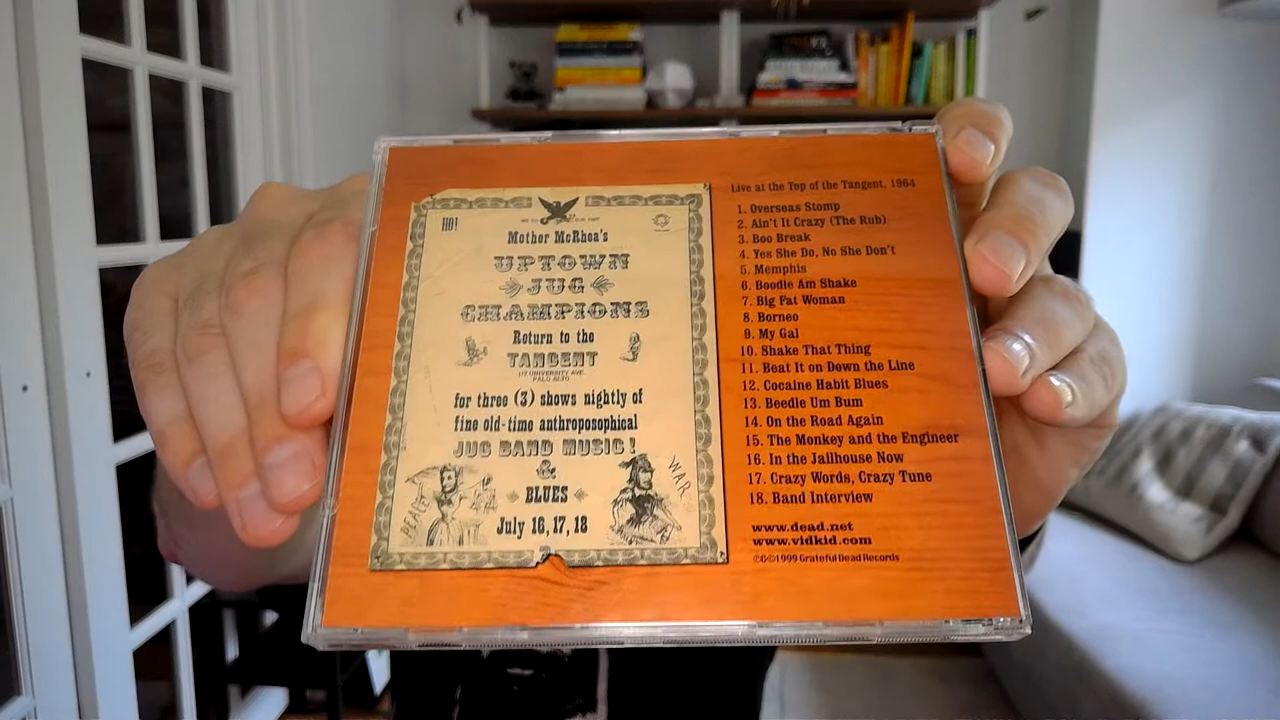 HO!
Mother McRhea's
UPTOWN
JUG
CHAMPIONS
Return to the
TANGENT
117 UNIVERSITY AVE.
PALO ALTO
for three (3) shows nightly of
fine old-time anthroposophical
JUG BAND MUSIC!
&
BLUES
July 16, 17, 18
PEACE
WAR
Live at the Top of the Tangent, 1964
1. Overseas Stomp
2. Ain't It Crazy (The Rub)
3. Boo Break
4. Yes She Do, No She Don't
5. Memphis
6. Boodle Am Shake
7. Big Fat Woman
8. Borneo
9. My Gal
10. Shake That Thing
11. Beat It on Down the Line
12. Cocaine Habit Blues
13. Beedle Um Bum
14. On the Road Again
15. The Monkey and the Engineer
16. In the Jailhouse Now
17. Crazy Words, Crazy Tune
18. Band Interview
www.dead.net
www.vidkid.com
℗&©1999 Grateful Dead Records